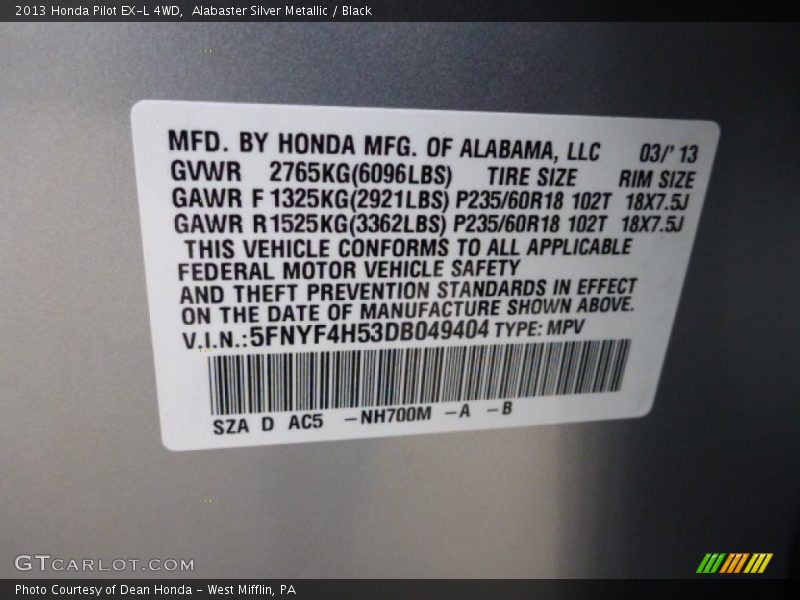 2013 Honda Pilot EX-L 4WD,  Alabaster Silver Metallic / Black
MFD. BY HONDA MFG. OF ALABAMA, LLC 03/' 13
GVWR 2765KG(6096LBS) TIRE SIZE RIM SIZE
GAWR F 1325KG(2921LBS) P235/60R18 102T 18X7.5J
GAWR R 1525KG(3362LBS) P235/60R18 102T 18X7.5J
THIS VEHICLE CONFORMS TO ALL APPLICABLE
FEDERAL MOTOR VEHICLE SAFETY
AND THEFT PREVENTION STANDARDS IN EFFECT
ON THE DATE OF MANUFACTURE SHOWN ABOVE.
V.I.N.:5FNYF4H53DB049404 TYPE: MPV
SZA D AC5 -NH700M -A -B
GTCARLOT.COM
Photo Courtesy of Dean Honda - West Mifflin, PA